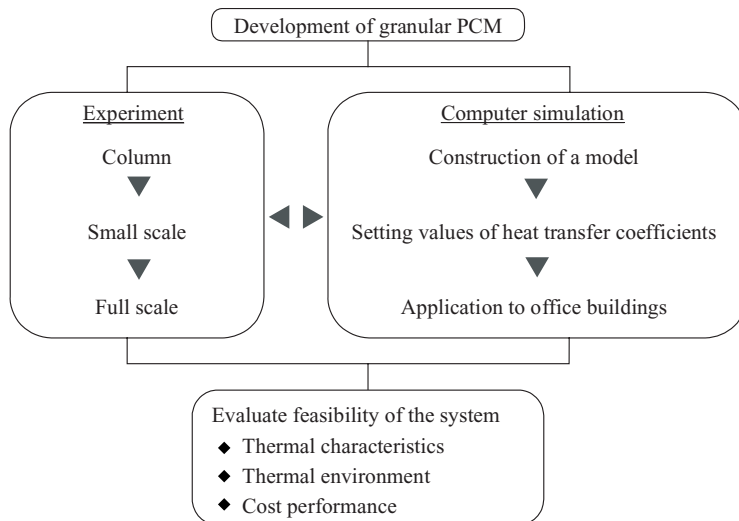 Development of granular PCM
Experiment
Column
Small scale
Full scale
Computer simulation
Construction of a model
Setting values of heat transfer coefficients
Application to office buildings
Evaluate feasibility of the system
◆ Thermal characteristics
◆ Thermal environment
◆ Cost performance